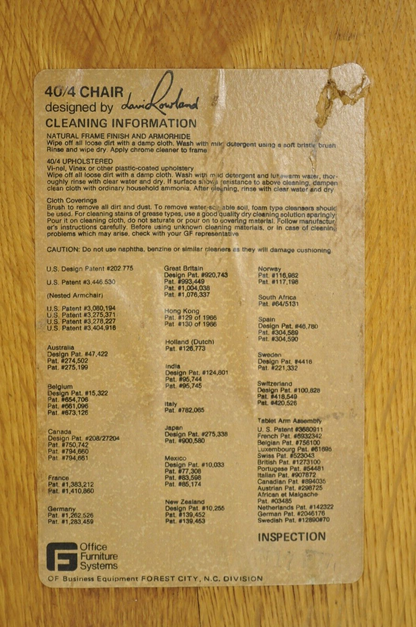 40/4 CHAIR
designed by David Rowland
CLEANING INFORMATION
NATURAL FRAME FINISH AND ARMORHIDE
Wipe off all loose dirt with a damp cloth. Wash with mild detergent using a soft bristle brush.
Rinse and wipe dry. Apply chrome cleaner to frame.
40/4 UPHOLSTERED
Vi-nel, Vinex or other plastic-coated upholstery
Wipe off all loose dirt with a damp cloth. Wash with mild detergent and lukewarm water, thor-
oughly rinse clear with water and dry. If surface shows resistance to above cleaning, dampen
clean cloth with ordinary household ammonia. After cleaning, rinse with clear water and dry.
Cloth Coverings
Brush to remove all dirt and dust. To remove water-soluble soil, foam type cleaners should
be used. For cleaning stains of grease types, use a good quality dry cleaning solution sparingly.
Pour it on cleaning cloth, do not saturate or pour on to covering material. Follow manufactur-
er's instructions carefully. Before using unknown cleaning materials, or in case of cleaning
problems which may arise, check with your GF representative.
CAUTION: Do not use naphtha, benzine or similar cleaners as they will damage cushioning.
U.S. Design Patent #202,775
U.S. Patent #3,446,530
(Nested Armchair)
U.S. Patent #3,080,194
U.S. Patent #3,275,371
U.S. Patent #3,278,227
U.S. Patent #3,404,916
Australia
Design Pat. #47,422
Pat. #274,502
Pat. #275,199
Belgium
Design Pat. #15,322
Pat. #654,706
Pat. #661,096
Pat. #673,126
Canada
Design Pat. #208/27204
Pat. #750,742
Pat. #794,660
Pat. #794,661
France
Pat. #1,383,212
Pat. #1,410,860
Germany
Pat. #1,262,526
Pat. #1,283,459
Great Britain
Design Pat. #920,743
Pat. #993,449
Pat. #1,004,038
Pat. #1,076,337
Hong Kong
Pat. #129 of 1966
Pat. #130 of 1966
Holland (Dutch)
Pat. #126,773
India
Design Pat. #124,601
Pat. #95,744
Pat. #95,745
Italy
Pat. #782,065
Japan
Design Pat. #275,338
Pat. #900,580
Mexico
Design Pat. #10,033
Pat. #77,308
Pat. #83,598
Pat. #85,174
New Zealand
Design Pat. #10,255
Pat. #139,452
Pat. #139,453
Norway
Pat. #116,982
Pat. #117,198
South Africa
Pat. #64/5131
Spain
Design Pat. #46,760
Pat. #304,589
Pat. #304,590
Sweden
Design Pat. #4416
Pat. #221,332
Switzerland
Design Pat. #100,828
Pat. #418,549
Pat. #420,526
Tablet Arm Assembly
U. S. Patent #3660911
French Pat. #6932342
Belgian Pat. #756100
Luxembourg Pat. #61698
Swiss Pat. #523043
British Pat. #1273100
Portugese Pat. #54481
Italian Pat. #907672
Canadian Pat. #894035
Austrian Pat. #298725
African et Malgache
Pat. #03485
Netherlands Pat. #142322
German Pat. #2046176
Swedish Pat. #12890#70
INSPECTION
GF Office
Furniture
Systems
OF Business Equipment FOREST CITY, N.C. DIVISION